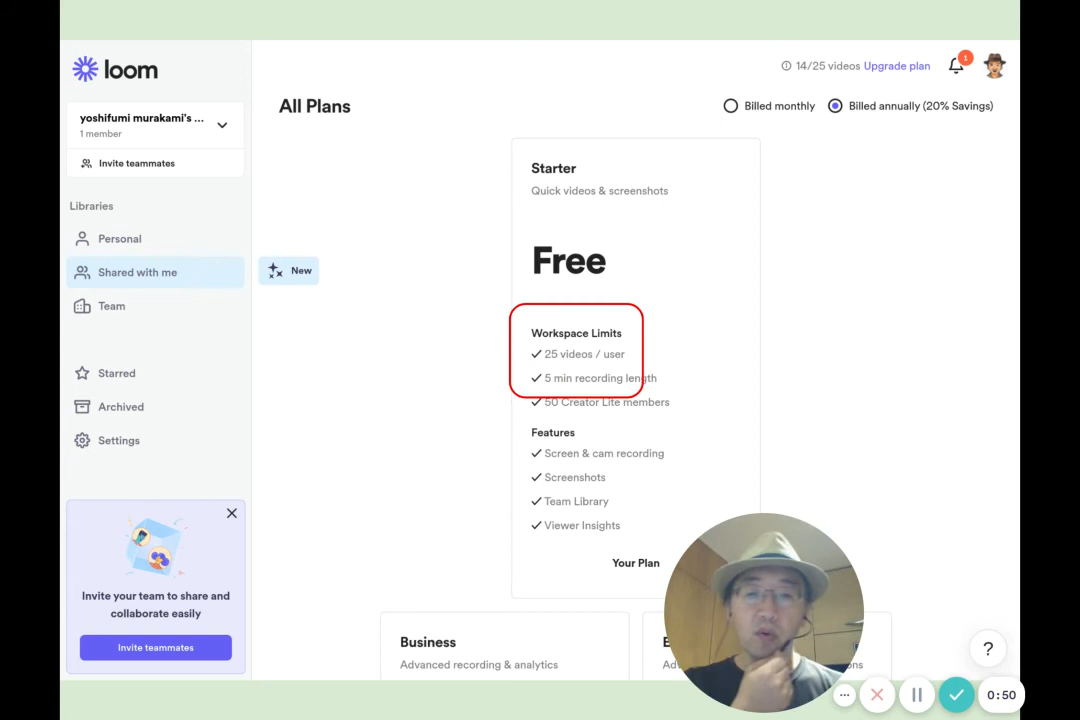 loom
14/25 videos Upgrade plan
1
yoshifumi murakami's ...
1 member
Invite teammates
All Plans
Billed monthly
Billed annually (20% Savings)
Libraries
Personal
Shared with me
Team
Starred
Archived
Settings
New
Starter
Quick videos & screenshots
Free
Workspace Limits
25 videos / user
5 min recording length
50 Creator Lite members
Features
Screen & cam recording
Screenshots
Team Library
Viewer Insights
Your Plan
Invite your team to share and
collaborate easily
Invite teammates
Business
Advanced recording & analytics
?
0:50